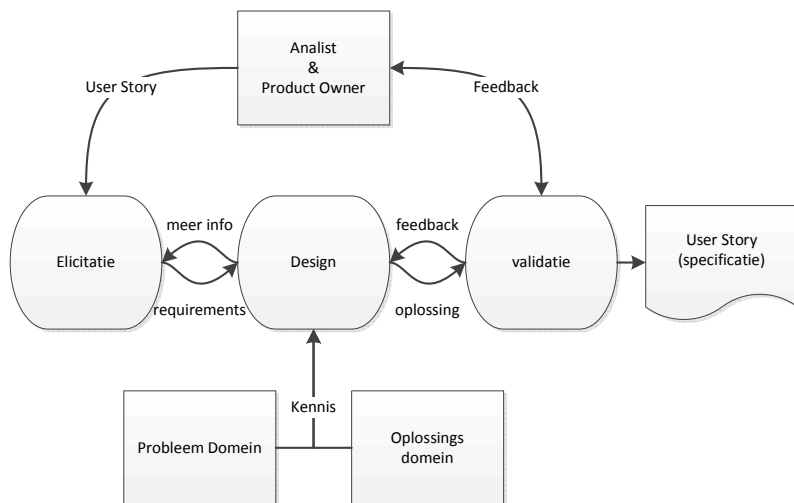 Analist
&
Product Owner
User Story
Feedback
meer info
feedback
Elicitatie
Design
validatie
User Story
(specificatie)
requirements
oplossing
Kennis
Probleem Domein
Oplossings
domein